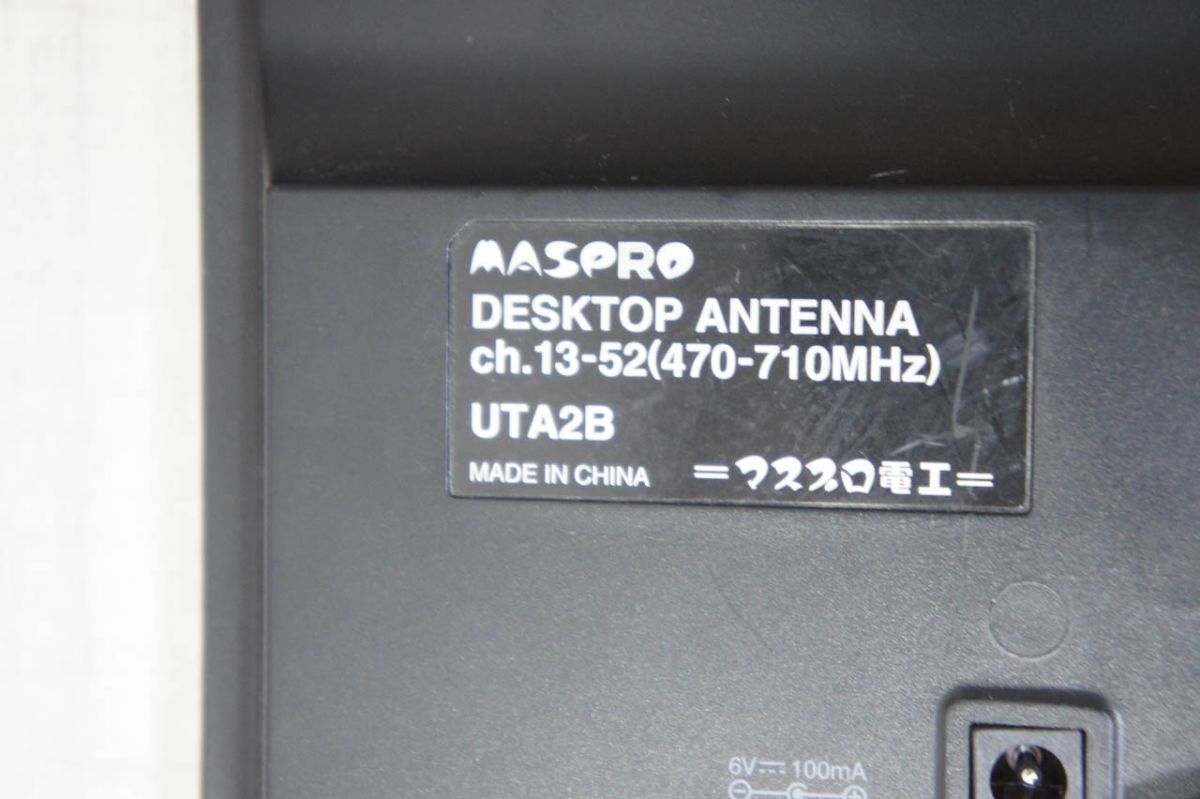 MASPRO
DESKTOP ANTENNA
ch.13-52(470-710MHz)
UTA2B
MADE IN CHINA =マスプロ電工=
6V⎓100mA